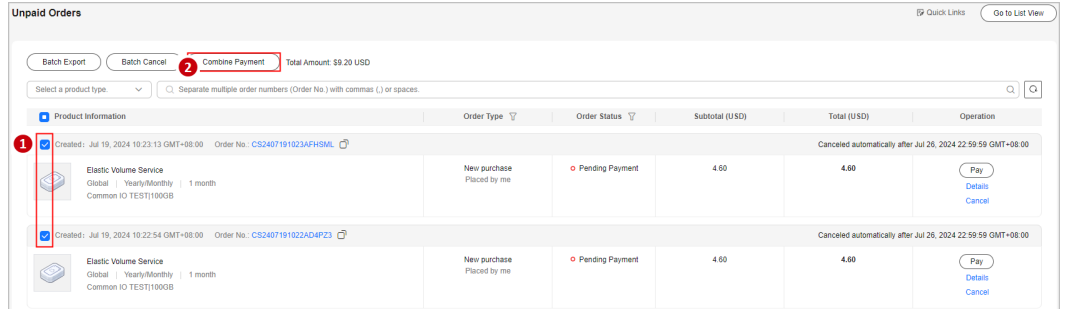 Unpaid Orders
Quick Links
Go to List View
Batch Export
Batch Cancel
2
Combine Payment
Total Amount: $9.20 USD
Select a product type.
Separate multiple order numbers (Order No.) with commas (,) or spaces.
Product Information
Order Type
Order Status
Subtotal (USD)
Total (USD)
Operation
1
Created: Jul 19, 2024 10:23:13 GMT+08:00
Order No.: CS2407191023AFHSML
Canceled automatically after Jul 26, 2024 22:59:59 GMT+08:00
Elastic Volume Service
Global | Yearly/Monthly | 1 month
Common IO TEST|100GB
New purchase
Placed by me
Pending Payment
4.60
4.60
Pay
Details
Cancel
Created: Jul 19, 2024 10:22:54 GMT+08:00
Order No.: CS2407191022AD4PZ3
Canceled automatically after Jul 26, 2024 22:59:59 GMT+08:00
Elastic Volume Service
Global | Yearly/Monthly | 1 month
Common IO TEST|100GB
New purchase
Placed by me
Pending Payment
4.60
4.60
Pay
Details
Cancel